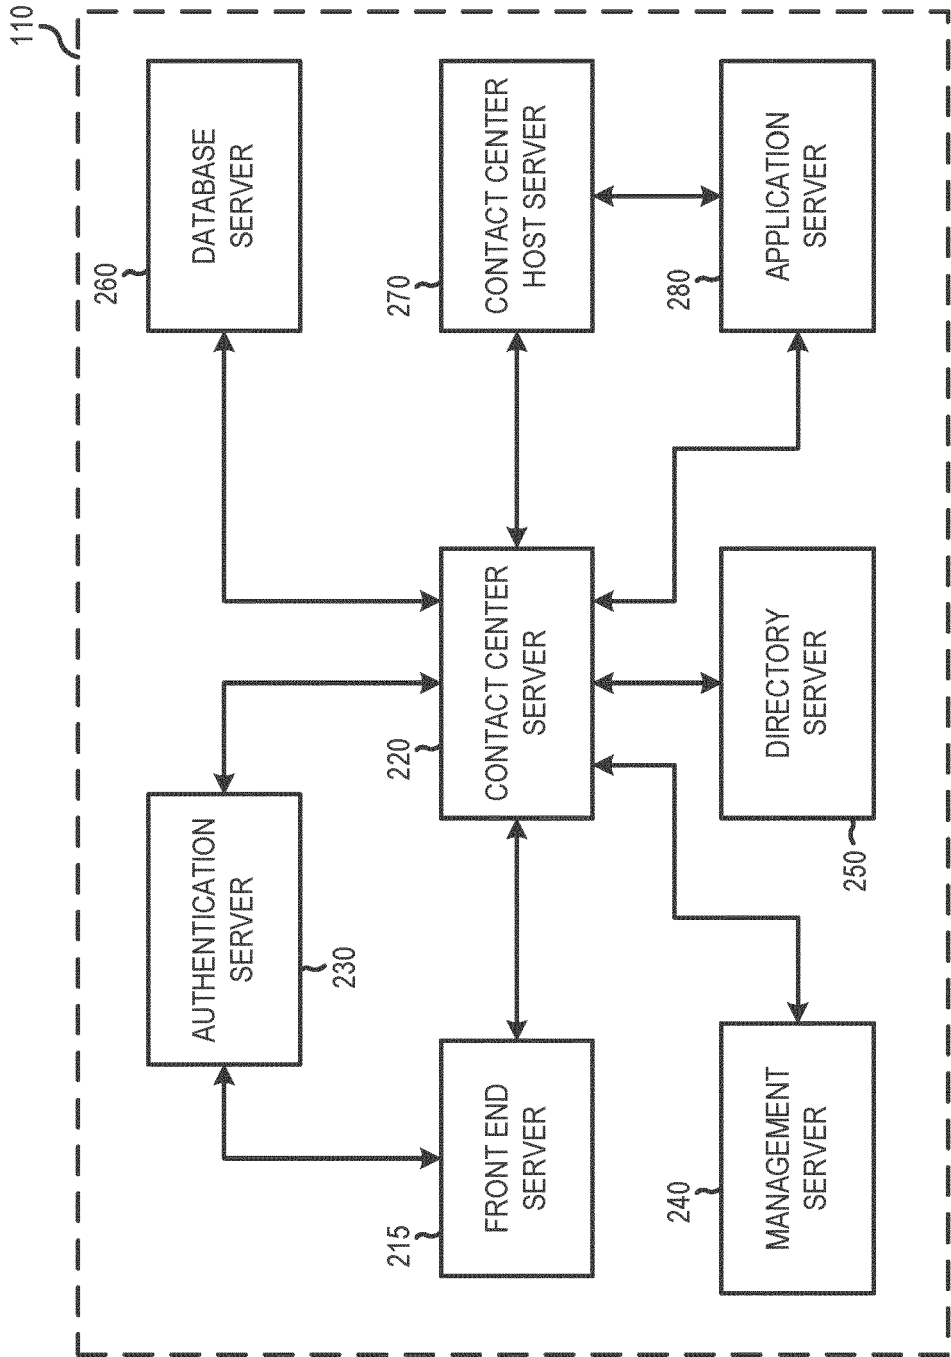 110
AUTHENTICATION
SERVER
230
DATABASE
SERVER
260
FRONT END
SERVER
215
CONTACT CENTER
SERVER
220
CONTACT CENTER
HOST SERVER
270
MANAGEMENT
SERVER
240
DIRECTORY
SERVER
250
APPLICATION
SERVER
280